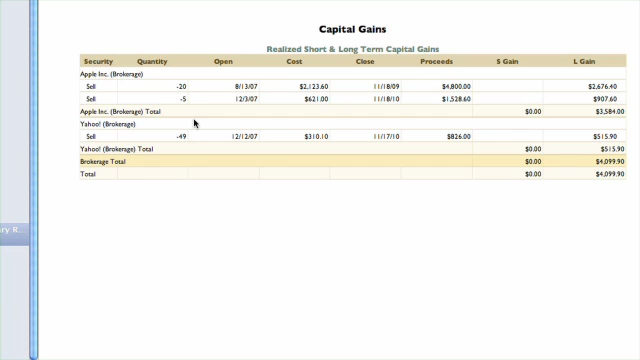 Capital Gains
Realized Short & Long Term Capital Gains
Security Quantity Open Cost Close Proceeds S Gain L Gain
Apple Inc. (Brokerage)
Sell -20 8/13/07 $2,123.60 11/18/09 $4,800.00 $2,676.40
Sell -5 12/3/07 $621.00 11/18/10 $1,528.60 $907.60
Apple Inc. (Brokerage) Total $0.00 $3,584.00
Yahoo! (Brokerage)
Sell -49 12/12/07 $310.10 11/17/10 $826.00 $515.90
Yahoo! (Brokerage) Total $0.00 $515.90
Brokerage Total $0.00 $4,099.90
Total $0.00 $4,099.90
ry R...